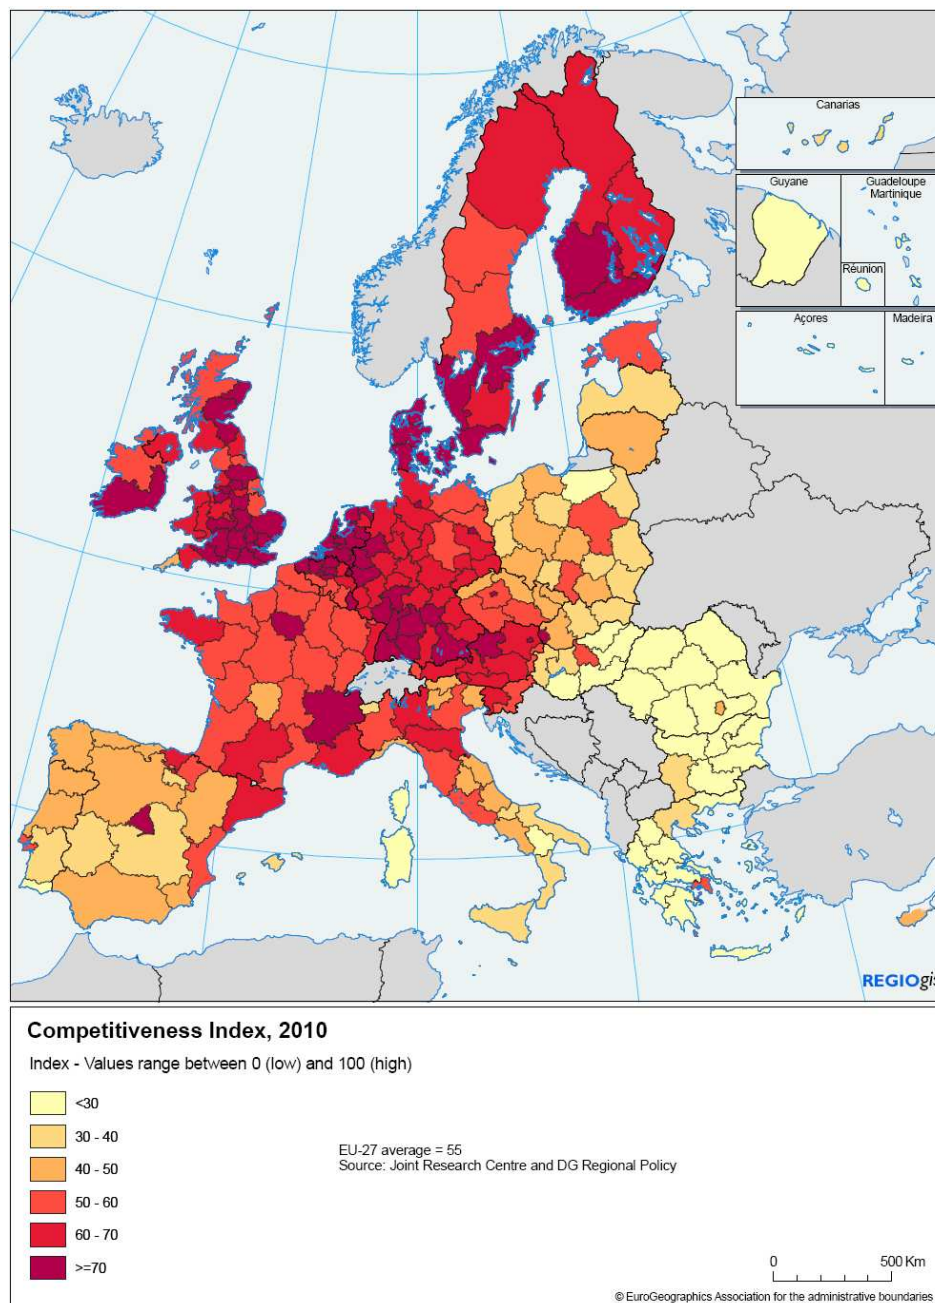 Canarias
Guyane
Guadeloupe
Martinique
Réunion
Açores
Madeira
REGIOgis
Competitiveness Index, 2010
Index - Values range between 0 (low) and 100 (high)
<30
30 - 40
40 - 50
50 - 60
60 - 70
>=70
EU-27 average = 55
Source: Joint Research Centre and DG Regional Policy
0 500 Km
© EuroGeographics Association for the administrative boundaries